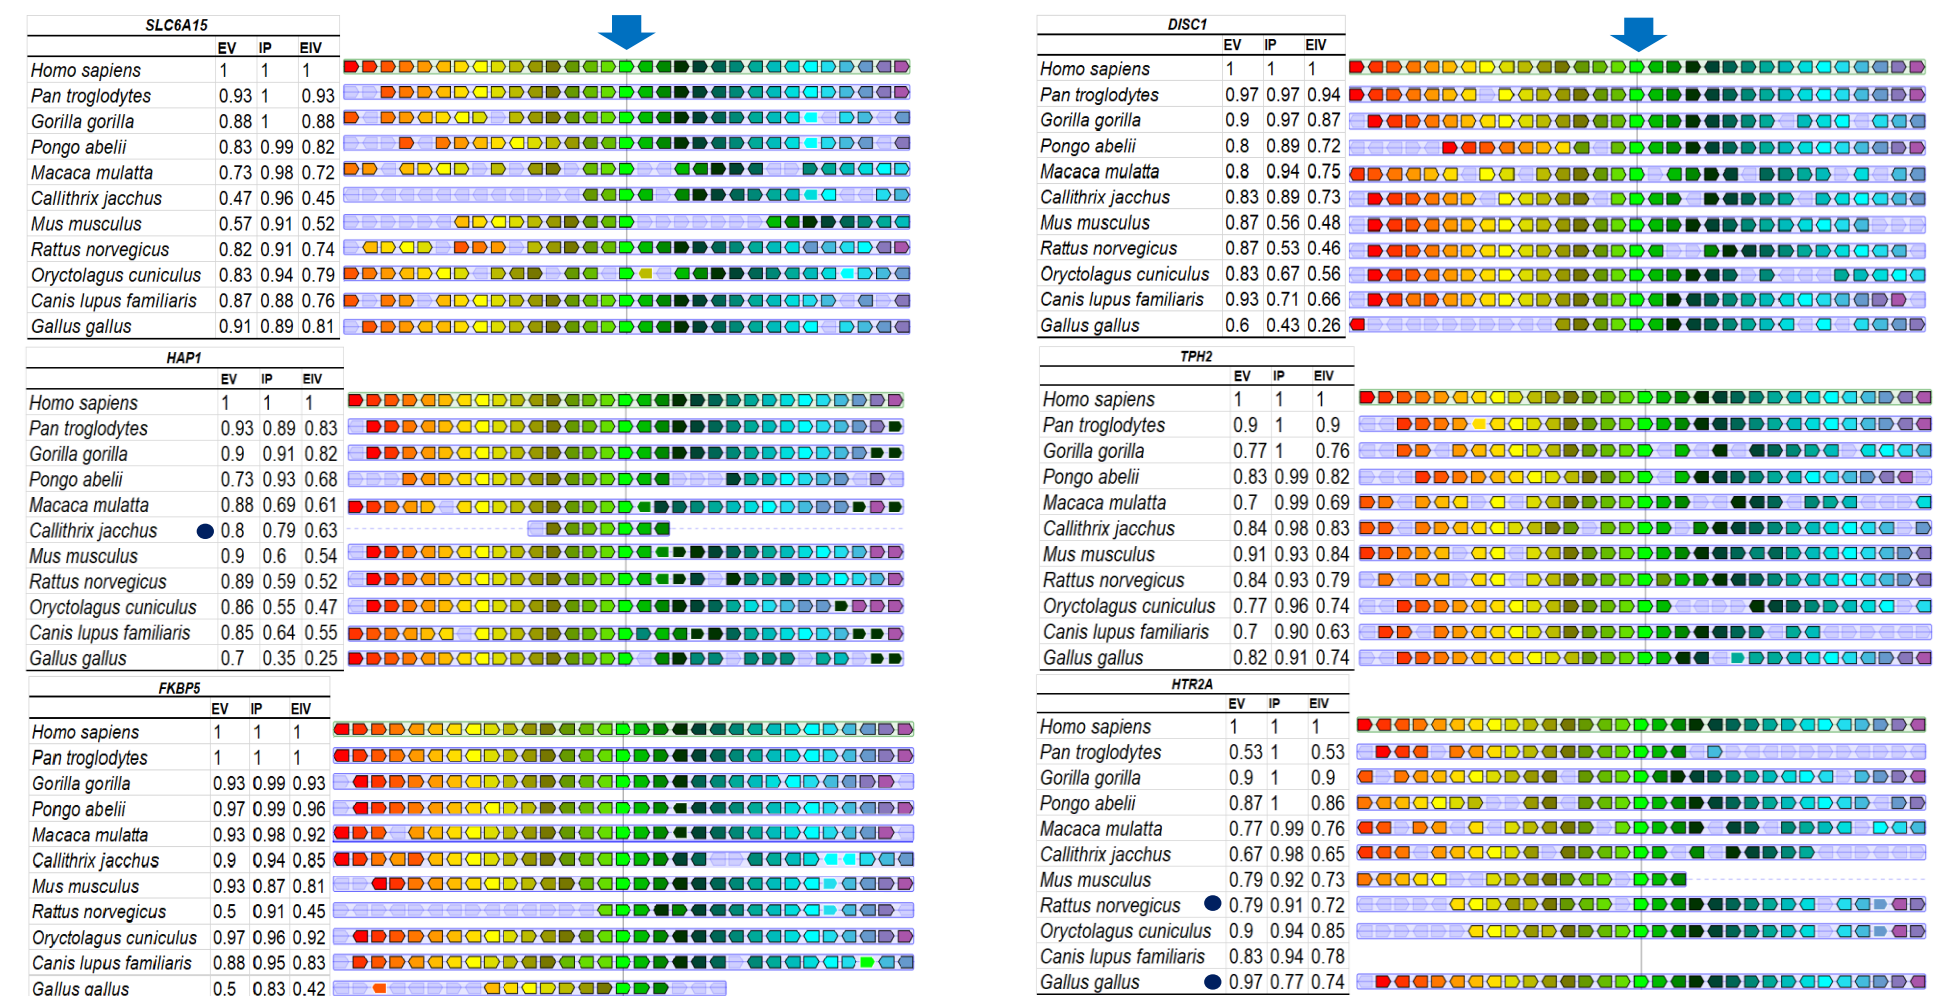 SLC6A15
EV IP EIV
Homo sapiens 1 1 1
Pan troglodytes 0.93 1 0.93
Gorilla gorilla 0.88 1 0.88
Pongo abelii 0.83 0.99 0.82
Macaca mulatta 0.73 0.98 0.72
Callithrix jacchus 0.47 0.96 0.45
Mus musculus 0.57 0.91 0.52
Rattus norvegicus 0.82 0.91 0.74
Oryctolagus cuniculus 0.83 0.94 0.79
Canis lupus familiaris 0.87 0.88 0.76
Gallus gallus 0.91 0.89 0.81
HAP1
EV IP EIV
Homo sapiens 1 1 1
Pan troglodytes 0.93 0.89 0.83
Gorilla gorilla 0.9 0.91 0.82
Pongo abelii 0.73 0.93 0.68
Macaca mulatta 0.88 0.69 0.61
Callithrix jacchus 0.8 0.79 0.63
Mus musculus 0.9 0.6 0.54
Rattus norvegicus 0.89 0.59 0.52
Oryctolagus cuniculus 0.86 0.55 0.47
Canis lupus familiaris 0.85 0.64 0.55
Gallus gallus 0.7 0.35 0.25
FKBP5
EV IP EIV
Homo sapiens 1 1 1
Pan troglodytes 1 1 1
Gorilla gorilla 0.93 0.99 0.93
Pongo abelii 0.97 0.99 0.96
Macaca mulatta 0.93 0.98 0.92
Callithrix jacchus 0.9 0.94 0.85
Mus musculus 0.93 0.87 0.81
Rattus norvegicus 0.5 0.91 0.45
Oryctolagus cuniculus 0.97 0.96 0.92
Canis lupus familiaris 0.88 0.95 0.83
Gallus gallus 0.5 0.83 0.42
DISC1
EV IP EIV
Homo sapiens 1 1 1
Pan troglodytes 0.97 0.97 0.94
Gorilla gorilla 0.9 0.97 0.87
Pongo abelii 0.8 0.89 0.72
Macaca mulatta 0.8 0.94 0.75
Callithrix jacchus 0.83 0.89 0.73
Mus musculus 0.87 0.56 0.48
Rattus norvegicus 0.87 0.53 0.46
Oryctolagus cuniculus 0.83 0.67 0.56
Canis lupus familiaris 0.93 0.71 0.66
Gallus gallus 0.6 0.43 0.26
TPH2
EV IP EIV
Homo sapiens 1 1 1
Pan troglodytes 0.9 1 0.9
Gorilla gorilla 0.77 1 0.76
Pongo abelii 0.83 0.99 0.82
Macaca mulatta 0.7 0.99 0.69
Callithrix jacchus 0.84 0.98 0.83
Mus musculus 0.91 0.93 0.84
Rattus norvegicus 0.84 0.93 0.79
Oryctolagus cuniculus 0.77 0.96 0.74
Canis lupus familiaris 0.7 0.90 0.63
Gallus gallus 0.82 0.91 0.74
HTR2A
EV IP EIV
Homo sapiens 1 1 1
Pan troglodytes 0.53 1 0.53
Gorilla gorilla 0.9 1 0.9
Pongo abelii 0.87 1 0.86
Macaca mulatta 0.77 0.99 0.76
Callithrix jacchus 0.67 0.98 0.65
Mus musculus 0.79 0.92 0.73
Rattus norvegicus 0.79 0.91 0.72
Oryctolagus cuniculus 0.9 0.94 0.85
Canis lupus familiaris 0.83 0.94 0.78
Gallus gallus 0.97 0.77 0.74